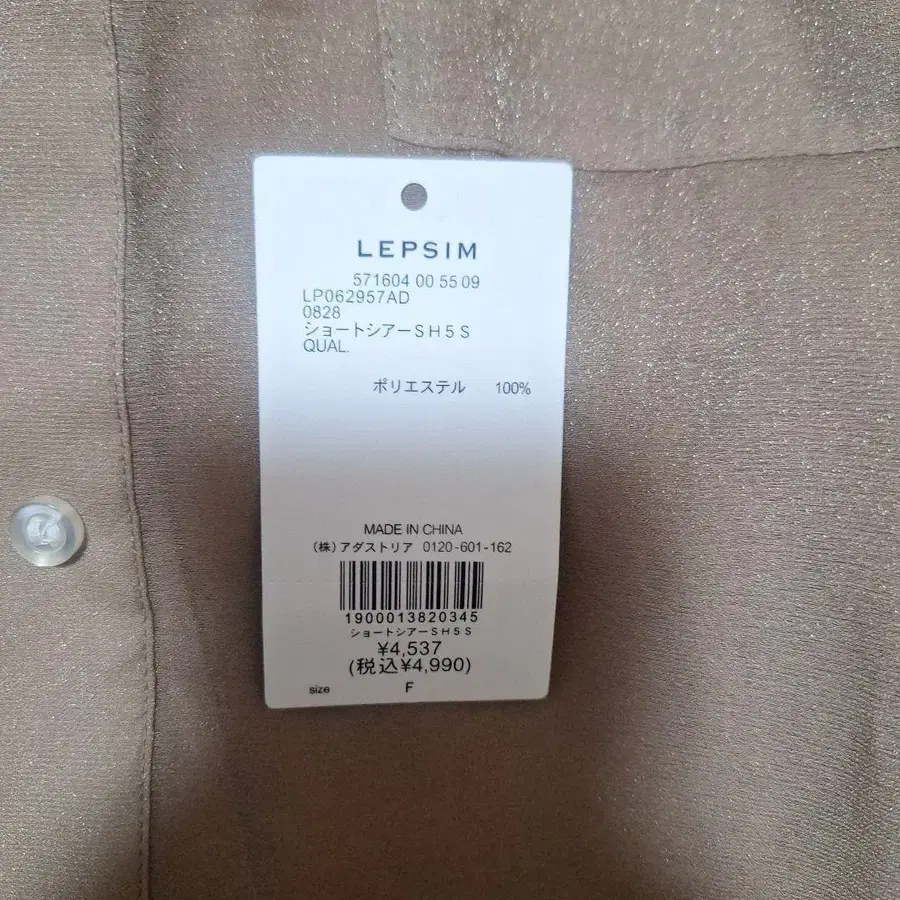 LEPSIM
571604 00 55 09
LP062957AD
0828
ショートシアーSH5S
QUAL.
ポリエステル 100%
MADE IN CHINA
(株)アダストリア 0120-601-162
1900013820345
ショートシアーSH5S
¥4,537
(税込¥4,990)
size F